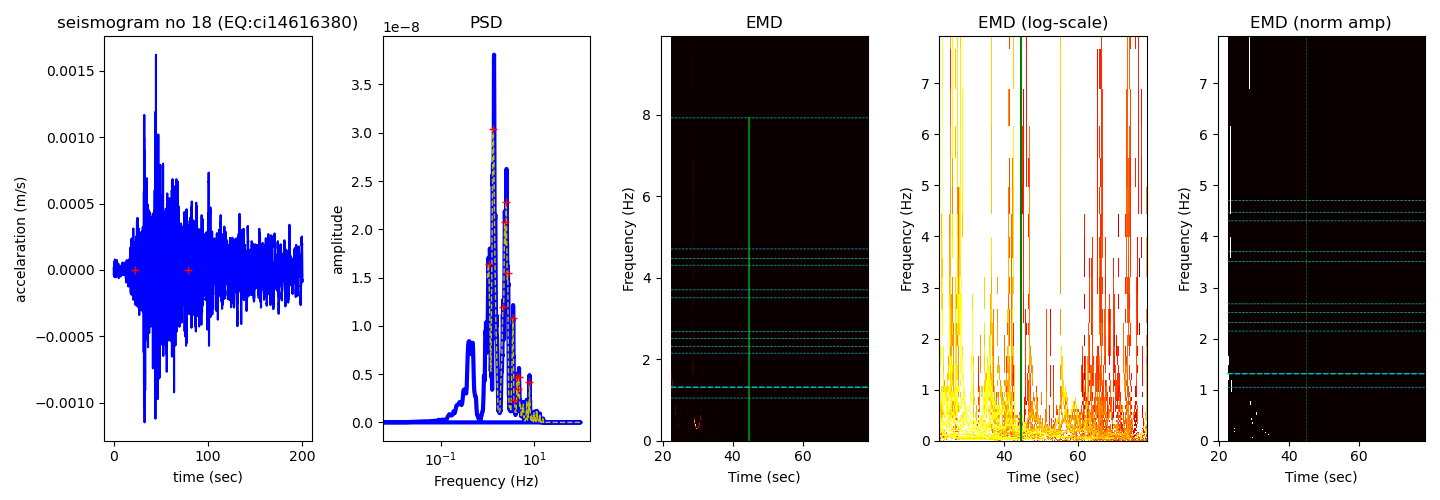 seismogram no 18 (EQ:ci14616380)
accelaration (m/s)
0.0015
0.0010
0.0005
0.0000
−0.0005
−0.0010
0 100 200
time (sec)
PSD
1e−8
amplitude
3.5
3.0
2.5
2.0
1.5
1.0
0.5
0.0
10⁻¹ 10¹
Frequency (Hz)
EMD
Frequency (Hz)
8
6
4
2
0
20 40 60
Time (sec)
EMD (log-scale)
Frequency (Hz)
7
6
5
4
3
2
1
0
40 60
Time (sec)
EMD (norm amp)
Frequency (Hz)
7
6
5
4
3
2
1
0
20 40 60
Time (sec)